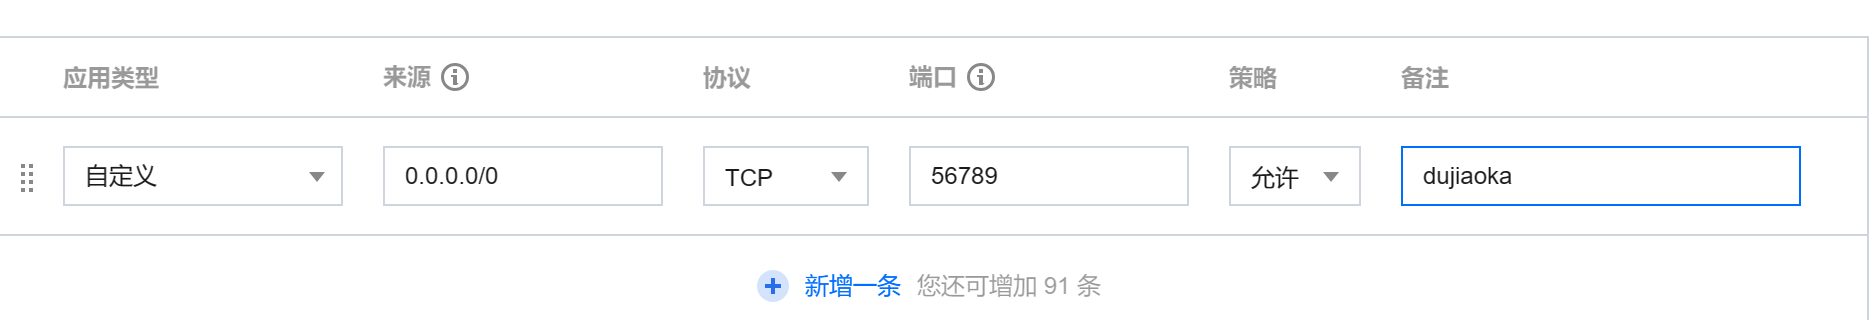 应用类型 来源 协议 端口 策略 备注
自定义 0.0.0.0/0 TCP 56789 允许 dujiaoka
新增一条 您还可增加 91 条